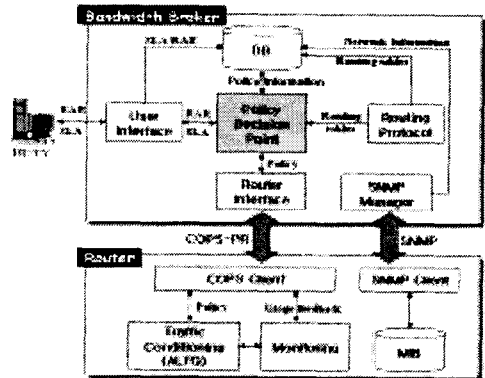 Bandwidth Broker
SLA/RAR
DB
Network Information
Routing table
Policy Information
RAR
SLA
User
Interface
RAR
SLA
Policy
Decision
Point
Routing
table
Routing
Protocol
Policy
Router
Interface
SNMP
Manager
COPS-PR
SNMP
Router
COPS Client
SNMP Client
Policy
Usage feedback
Traffic
Conditioning
Monitoring
MIB